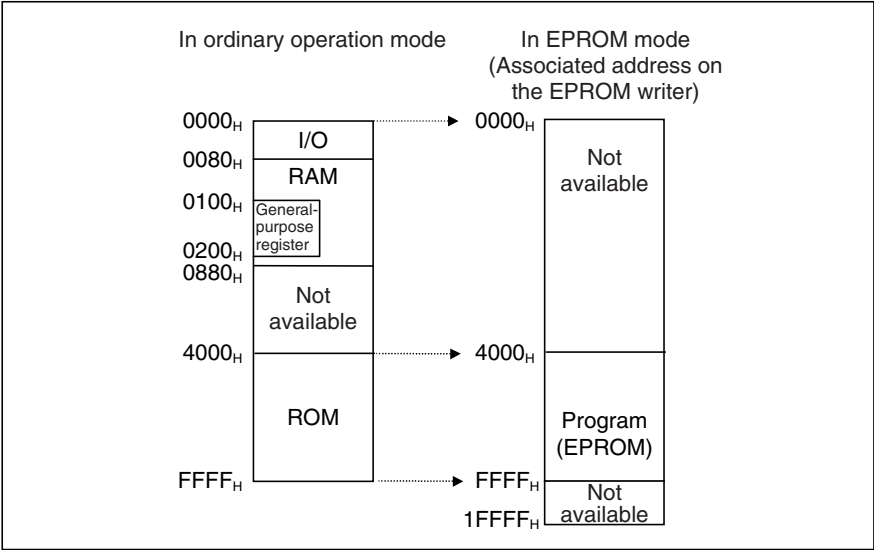 In ordinary operation mode
0000H
I/O
0080H
RAM
0100H
General-
purpose
register
0200H
0880H
Not
available
4000H
ROM
FFFFH
In EPROM mode
(Associated address on
the EPROM writer)
0000H
Not
available
4000H
Program
(EPROM)
FFFFH
Not
available
1FFFFH